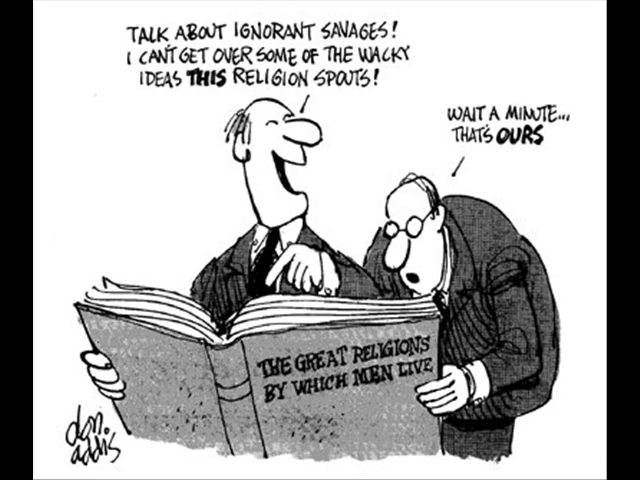 TALK ABOUT IGNORANT SAVAGES!
I CAN'T GET OVER SOME OF THE WACKY
IDEAS THIS RELIGION SPOUTS!
WAIT A MINUTE...
THAT'S OURS
THE GREAT RELIGIONS
BY WHICH MEN LIVE
don
addis